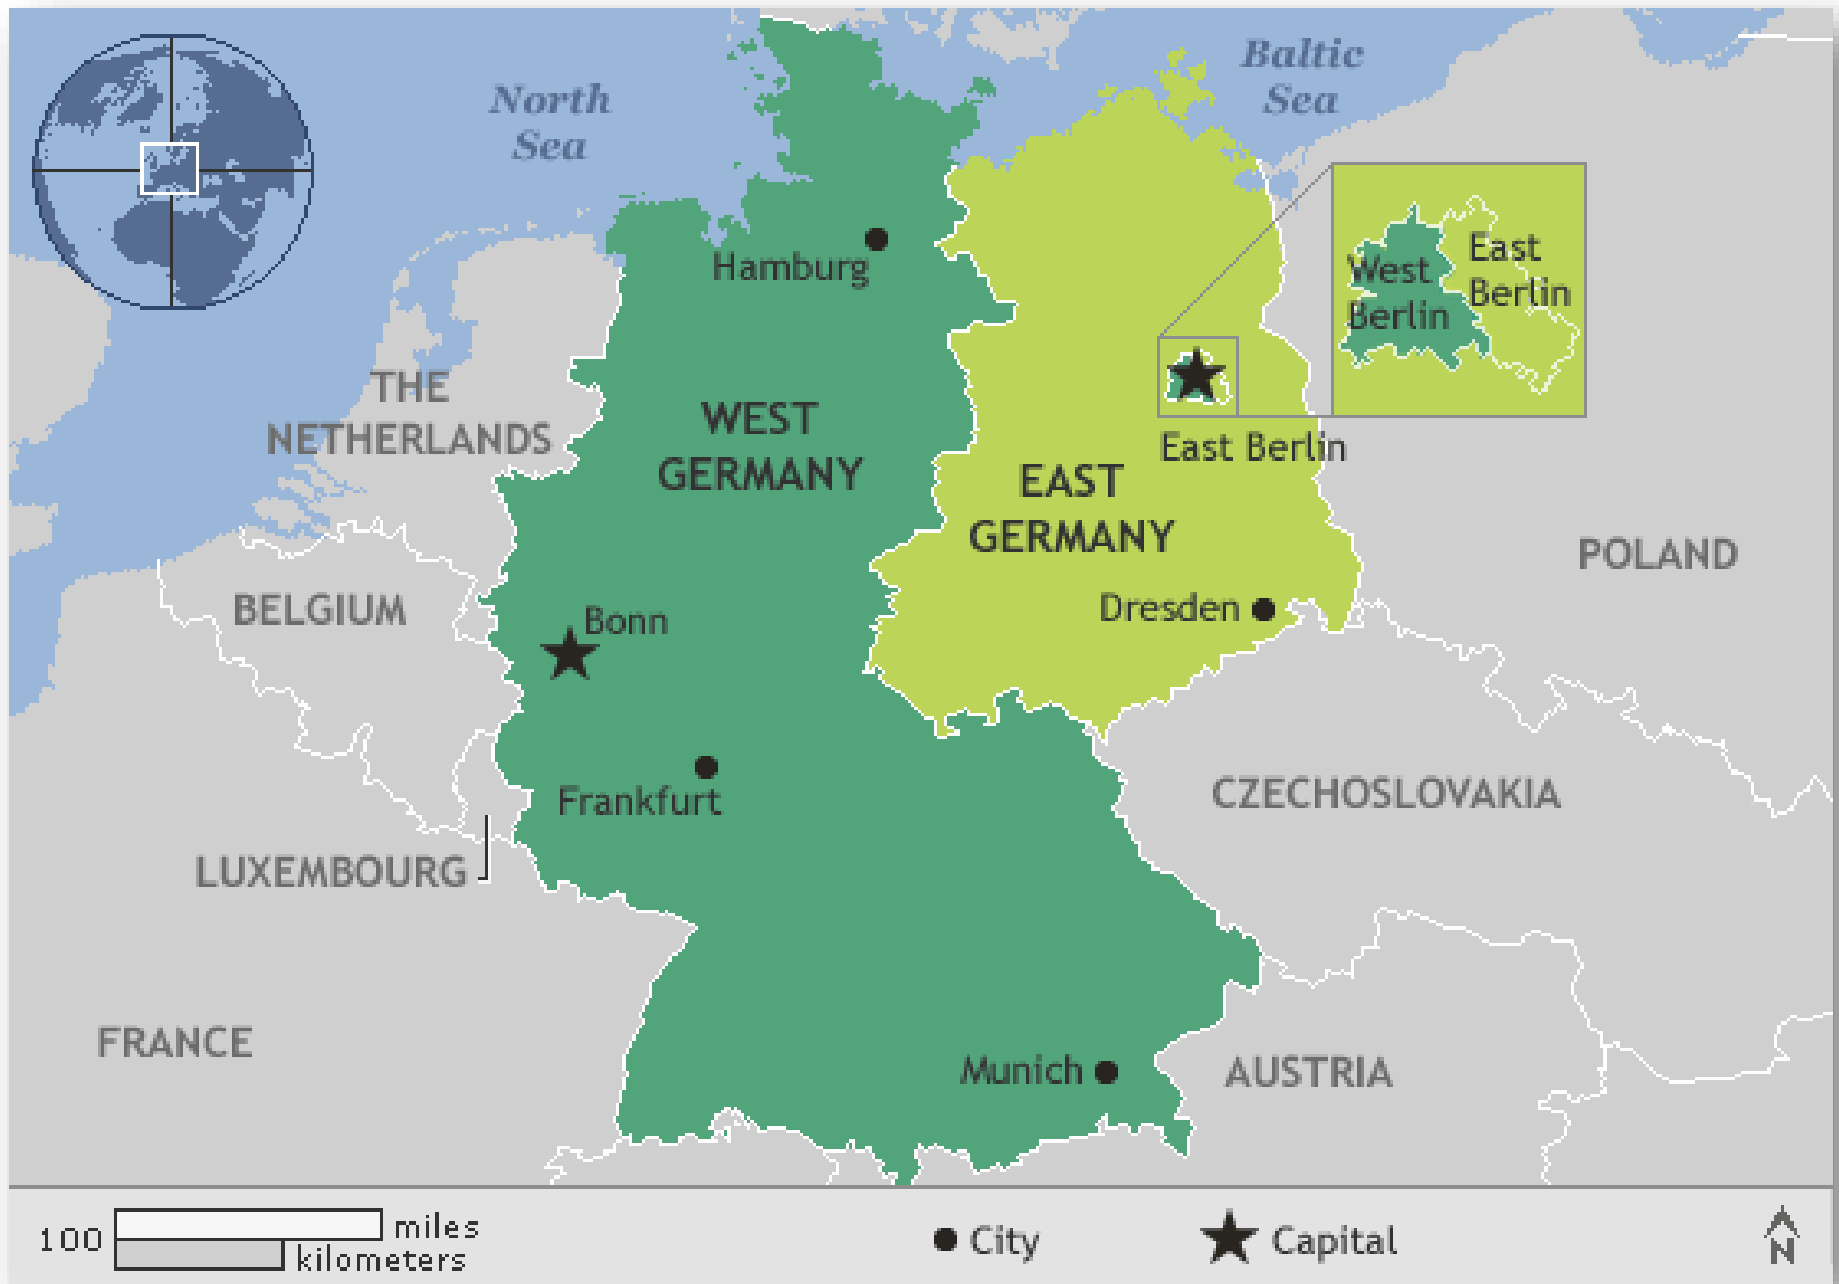 North
Sea
Baltic
Sea
Hamburg
West
Berlin
East
Berlin
THE
NETHERLANDS
WEST
GERMANY
East Berlin
EAST
GERMANY
POLAND
BELGIUM
Bonn
Dresden
Frankfurt
CZECHOSLOVAKIA
LUXEMBOURG
FRANCE
Munich
AUSTRIA
100
miles
kilometers
City
Capital
N